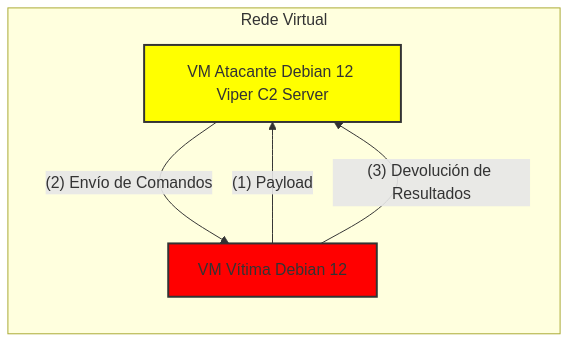 Rede Virtual
VM Atacante Debian 12
Viper C2 Server
(2) Envío de Comandos
(1) Payload
(3) Devolución de
Resultados
VM Vítima Debian 12